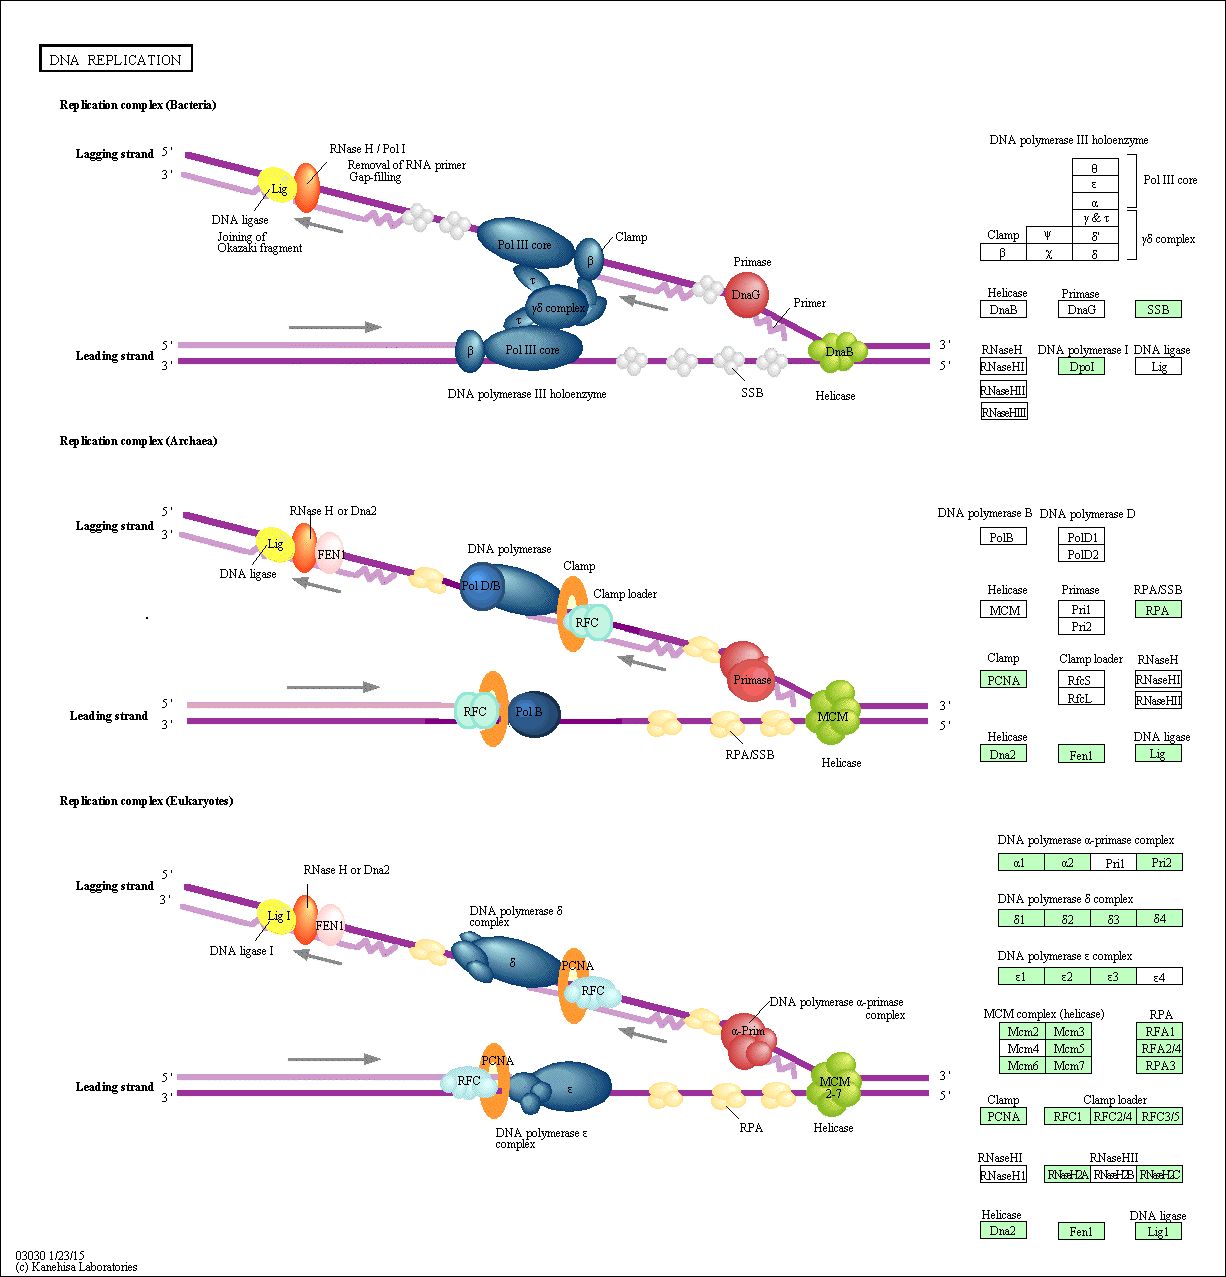 DNA REPLICATION
Replication complex (Bacteria)
Lagging strand
5'
3'
RNase H / Pol I
Removal of RNA primer
Gap-filling
Lig
DNA ligase
Joining of
Okazaki fragment
Pol III core
β
Clamp
τ
γδ complex
τ
Primase
DnaG
Primer
Leading strand
5'
3'
β
Pol III core
DnaB
3'
5'
DNA polymerase III holoenzyme
SSB
Helicase
DNA polymerase III holoenzyme
θ
ε
α
Pol III core
γ & τ
Clamp
ψ
δ'
β
χ
δ
γδ complex
Helicase
DnaB
Primase
DnaG
SSB
RNaseH
RNaseHI
RNaseHII
RNaseHIII
DNA polymerase I
DpoI
DNA ligase
Lig
Replication complex (Archaea)
Lagging strand
5'
3'
RNase H or Dna2
Lig
FEN1
DNA ligase
DNA polymerase
Pol D/B
Clamp
Clamp loader
RFC
Primase
Leading strand
5'
3'
RFC
Pol B
MCM
3'
5'
RPA/SSB
Helicase
DNA polymerase B
PolB
DNA polymerase D
PolD1
PolD2
Helicase
MCM
Primase
Pri1
Pri2
RPA/SSB
RPA
Clamp
PCNA
Clamp loader
RfcS
RfcL
RNaseH
RNaseHI
RNaseHII
Helicase
Dna2
Fen1
DNA ligase
Lig
Replication complex (Eukaryotes)
Lagging strand
5'
3'
RNase H or Dna2
Lig I
FEN1
DNA ligase I
DNA polymerase δ
complex
δ
PCNA
RFC
DNA polymerase α-primase
complex
α-Prim
Leading strand
5'
3'
PCNA
RFC
ε
MCM
2-7
3'
5'
DNA polymerase ε
complex
RPA
Helicase
DNA polymerase α-primase complex
α1 α2 Pri1 Pri2
DNA polymerase δ complex
δ1 δ2 δ3 δ4
DNA polymerase ε complex
ε1 ε2 ε3 ε4
MCM complex (helicase)
Mcm2 Mcm3
Mcm4 Mcm5
Mcm6 Mcm7
RPA
RFA1
RFA2/4
RPA3
Clamp
PCNA
Clamp loader
RFC1 RFC2/4 RFC3/5
RNaseHI
RNaseH1
RNaseHII
RNaseH2A RNaseH2B RNaseH2C
Helicase
Dna2
Fen1
DNA ligase
Lig1
03030 1/23/15
(c) Kanehisa Laboratories